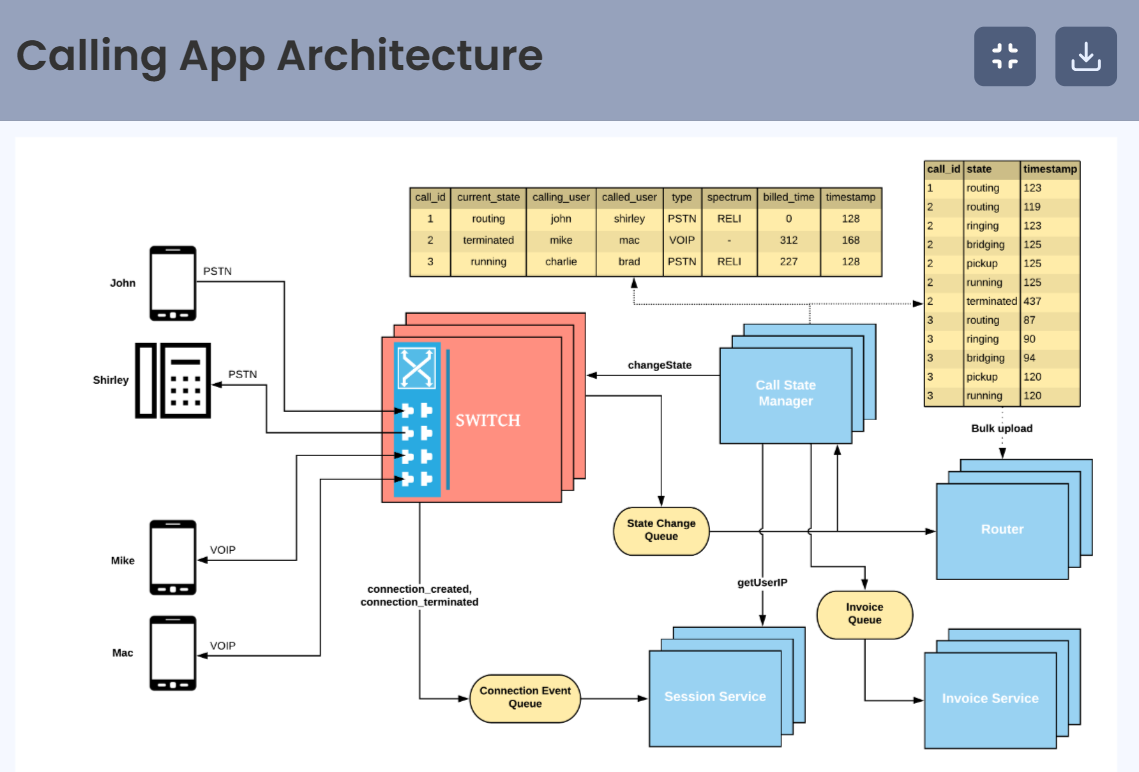 Calling App Architecture
call_id current_state calling_user called_user type spectrum billed_time timestamp
1 routing john shirley PSTN RELI 0 128
2 terminated mike mac VOIP - 312 168
3 running charlie brad PSTN RELI 227 128
call_id state timestamp
1 routing 123
2 routing 119
2 ringing 123
2 bridging 125
2 pickup 125
2 running 125
2 terminated 437
3 routing 87
3 ringing 90
3 bridging 94
3 pickup 120
3 running 120
John
PSTN
Shirley
PSTN
Mike
VOIP
Mac
VOIP
SWITCH
changeState
Call State
Manager
Bulk upload
State Change
Queue
Router
connection_created,
connection_terminated
getUserIP
Invoice
Queue
Connection Event
Queue
Session Service
Invoice Service